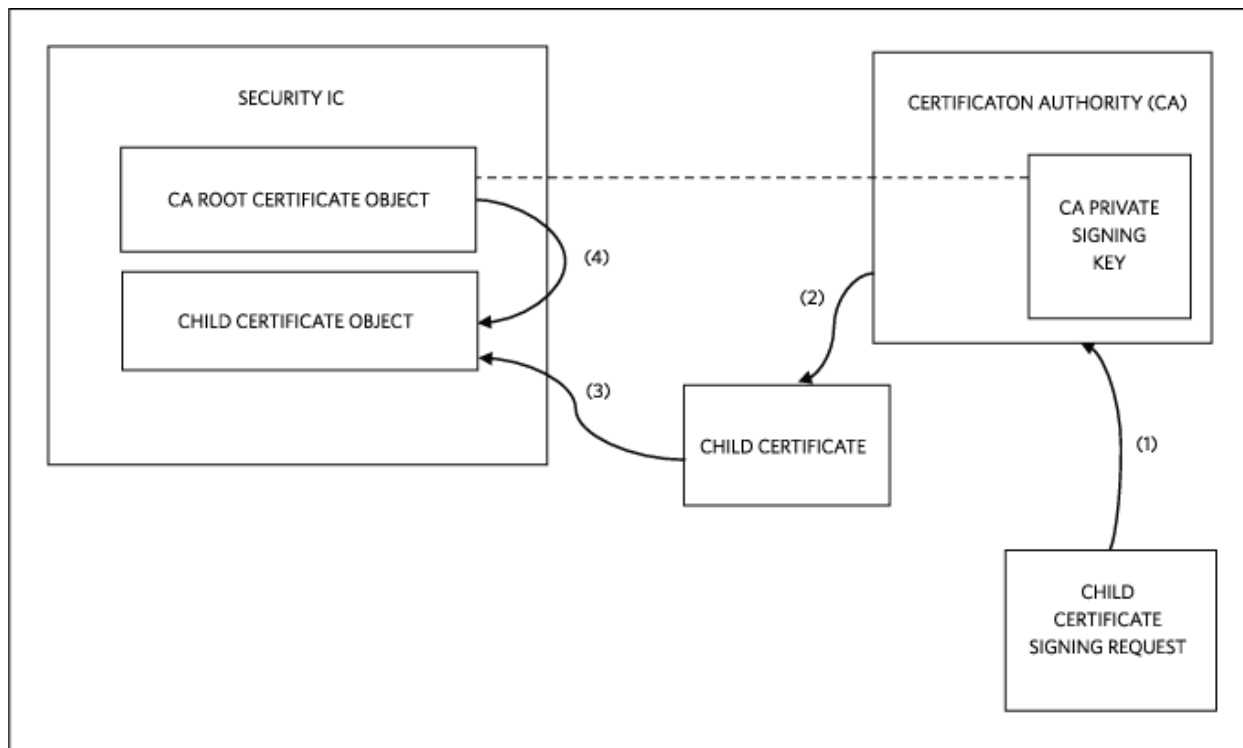 SECURITY IC
CERTIFICATON AUTHORITY (CA)
CA ROOT CERTIFICATE OBJECT
CA PRIVATE
SIGNING
KEY
(4)
(2)
CHILD CERTIFICATE OBJECT
(3)
CHILD CERTIFICATE
(1)
CHILD
CERTIFICATE
SIGNING REQUEST